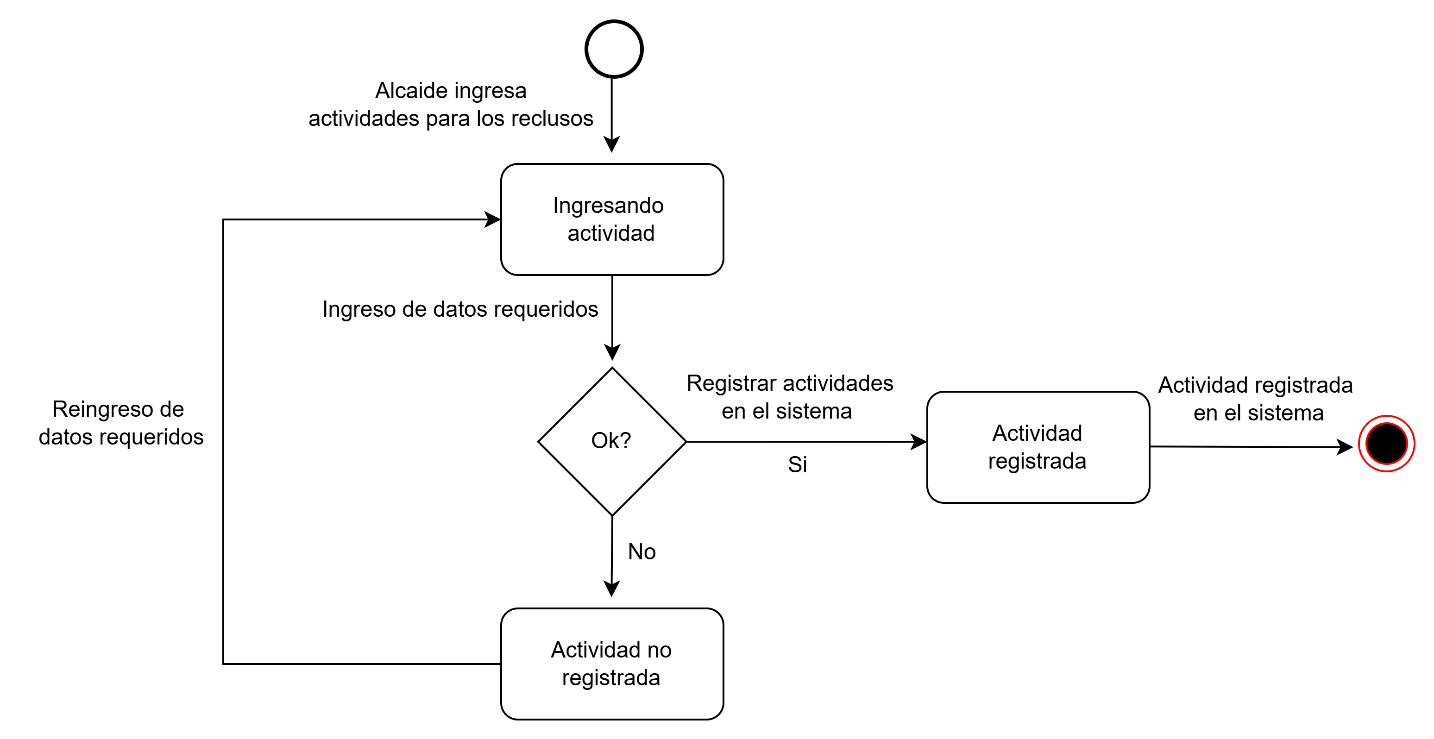 Alcaide ingresa
actividades para los reclusos
Ingresando
actividad
Ingreso de datos requeridos
Reingreso de
datos requeridos
Ok?
Registrar actividades
en el sistema
Si
Actividad
registrada
Actividad registrada
en el sistema
No
Actividad no
registrada